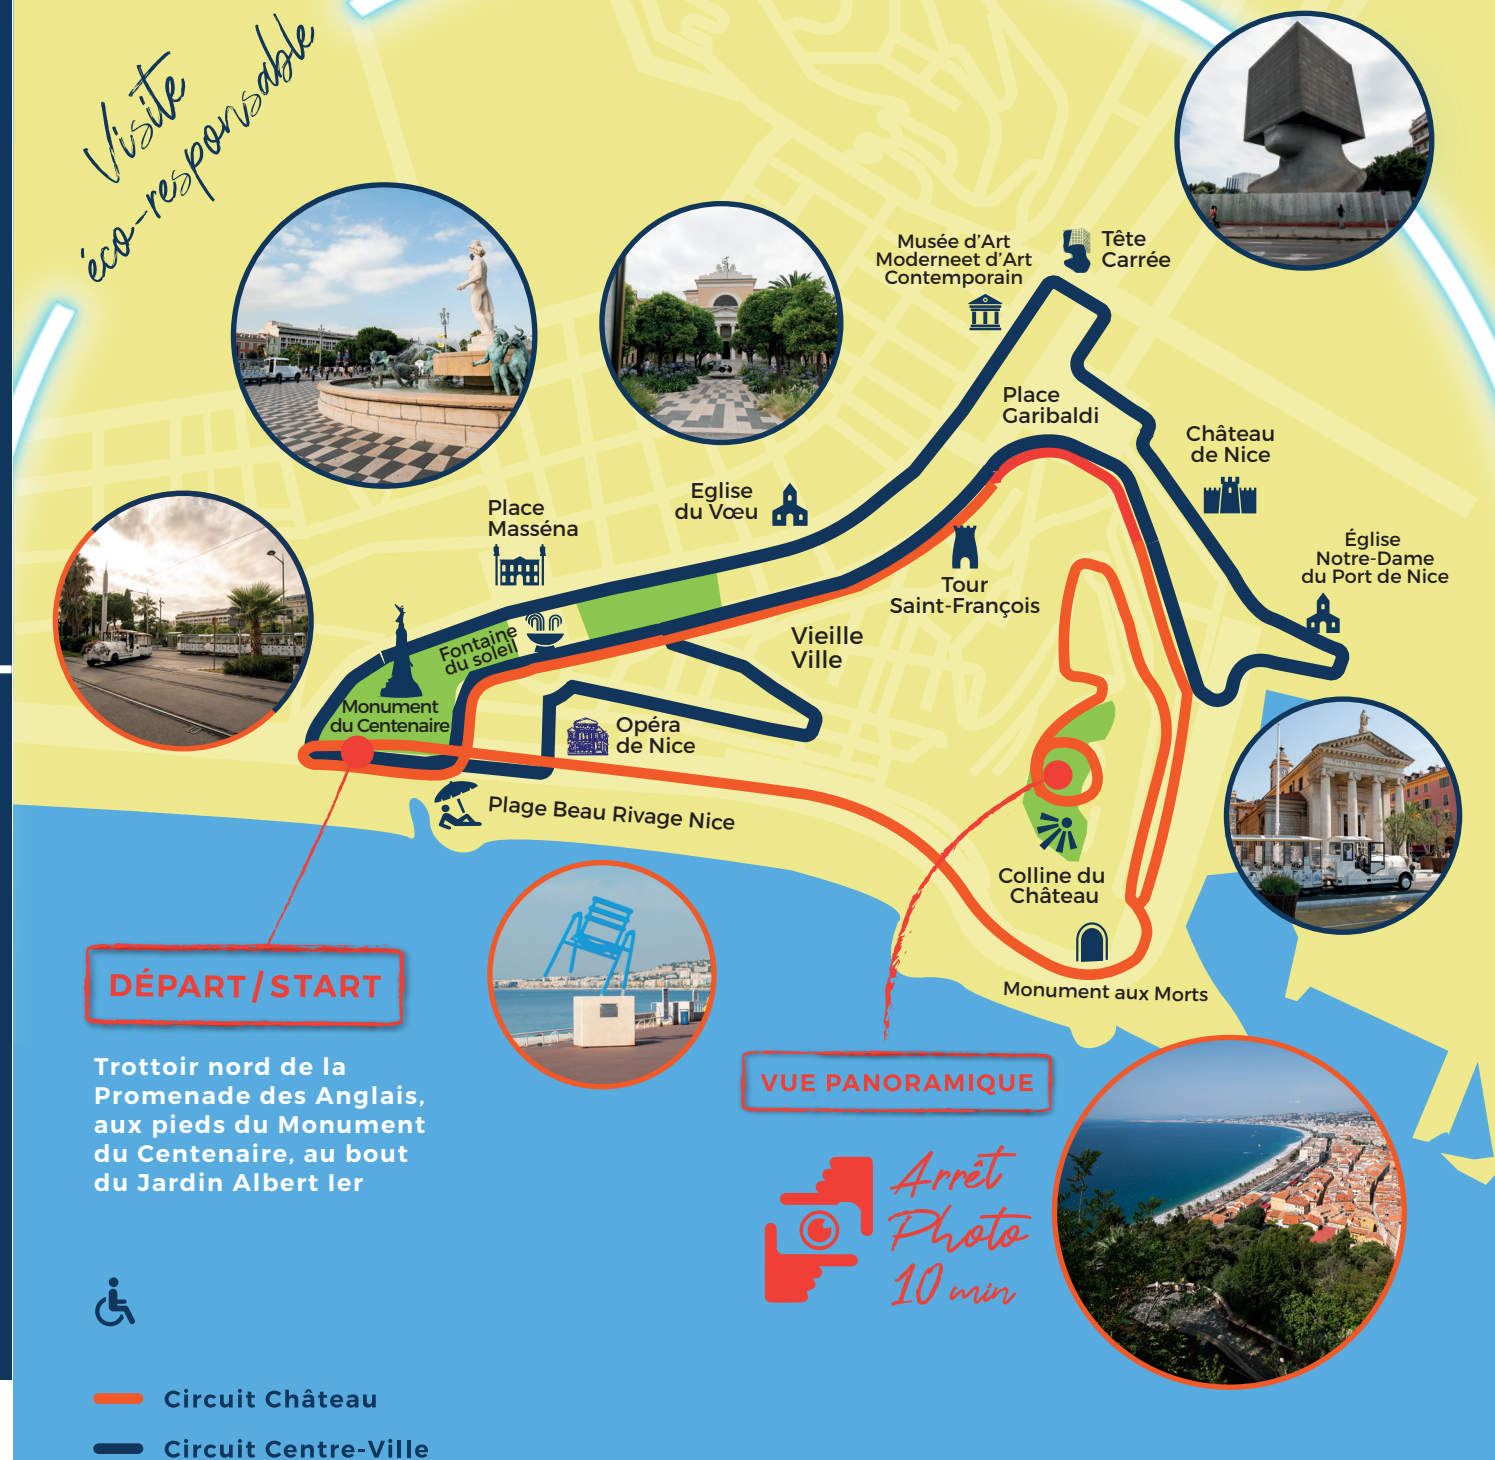 Visite
éco-responsable
Musée d'Art
Moderneet d'Art
Contemporain
Tête
Carrée
Place
Garibaldi
Château
de Nice
Eglise
du Vœu
Place
Masséna
Église
Notre-Dame
du Port de Nice
Tour
Saint-François
Fontaine
du soleil
Vieille
Ville
Monument
du Centenaire
Opéra
de Nice
Plage Beau Rivage Nice
Colline du
Château
Monument aux Morts
DÉPART/START
Trottoir nord de la
Promenade des Anglais,
aux pieds du Monument
du Centenaire, au bout
du Jardin Albert Ier
VUE PANORAMIQUE
Arrêt
Photo
10 min
Circuit Château
Circuit Centre-Ville